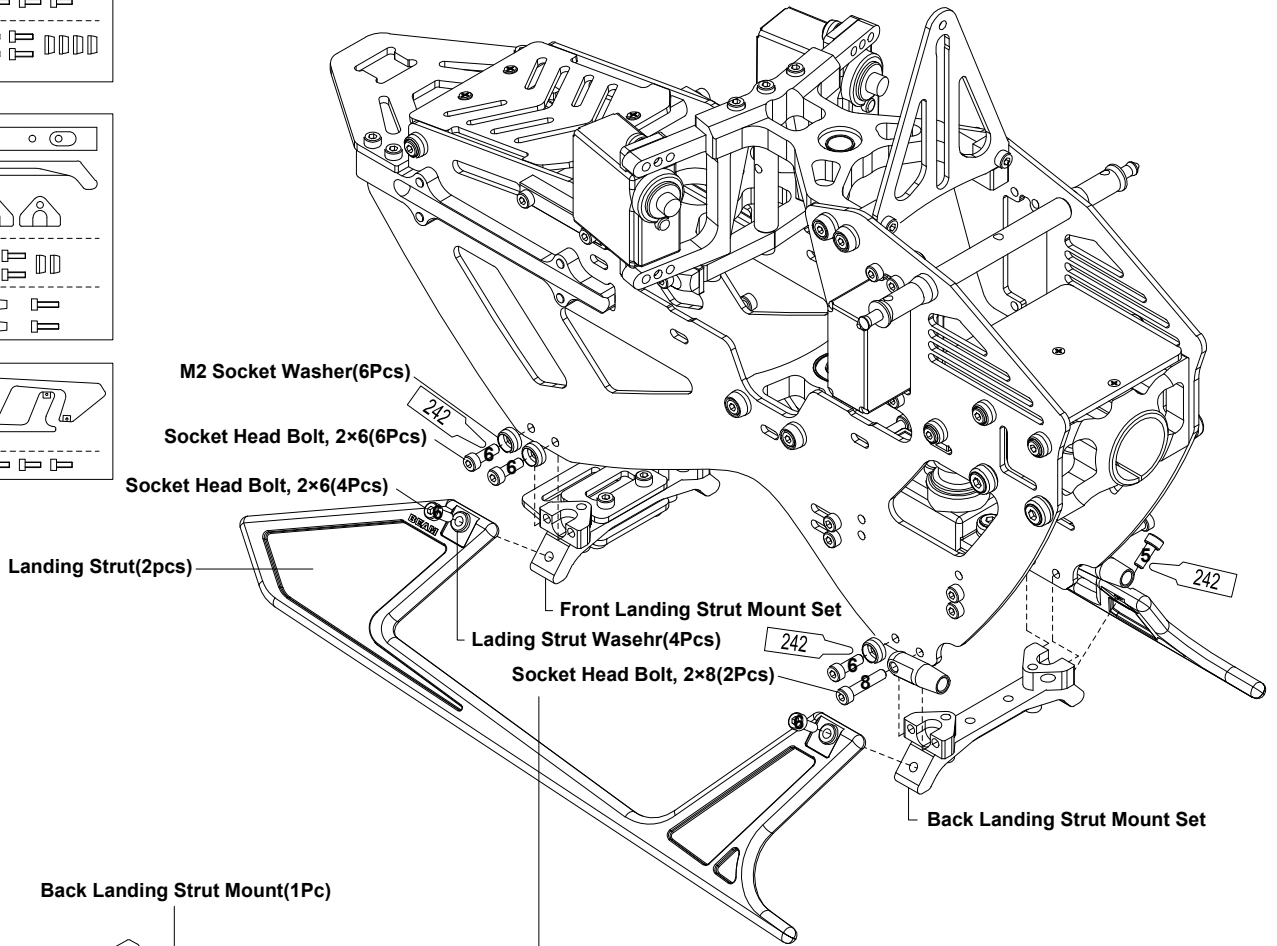 M2 Socket Washer(6Pcs)
242
Socket Head Bolt, 2×6(6Pcs)
6
6
Socket Head Bolt, 2×6(4Pcs)
6
BEAM
Landing Strut(2pcs)
5
242
Front Landing Strut Mount Set
Lading Strut Wasehr(4Pcs)
242
6
Socket Head Bolt, 2×8(2Pcs)
8
6
Back Landing Strut Mount Set
Back Landing Strut Mount(1Pc)